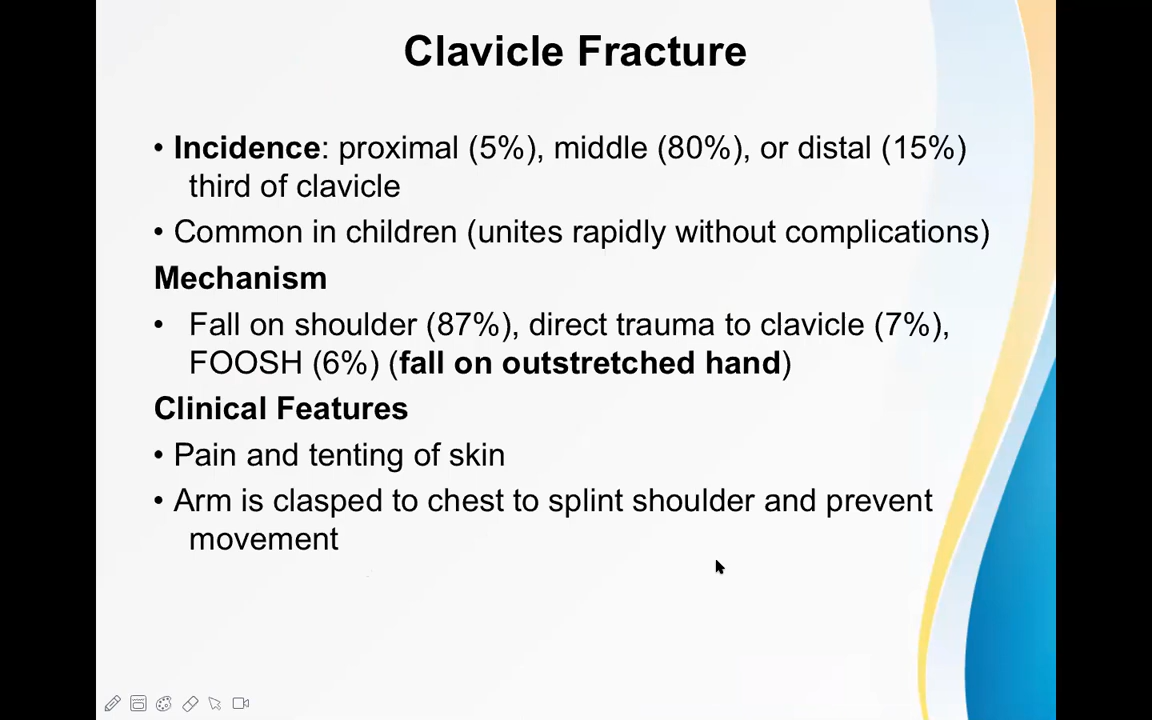 Clavicle Fracture
• Incidence: proximal (5%), middle (80%), or distal (15%)
third of clavicle
• Common in children (unites rapidly without complications)
Mechanism
• Fall on shoulder (87%), direct trauma to clavicle (7%),
FOOSH (6%) (fall on outstretched hand)
Clinical Features
• Pain and tenting of skin
• Arm is clasped to chest to splint shoulder and prevent
movement